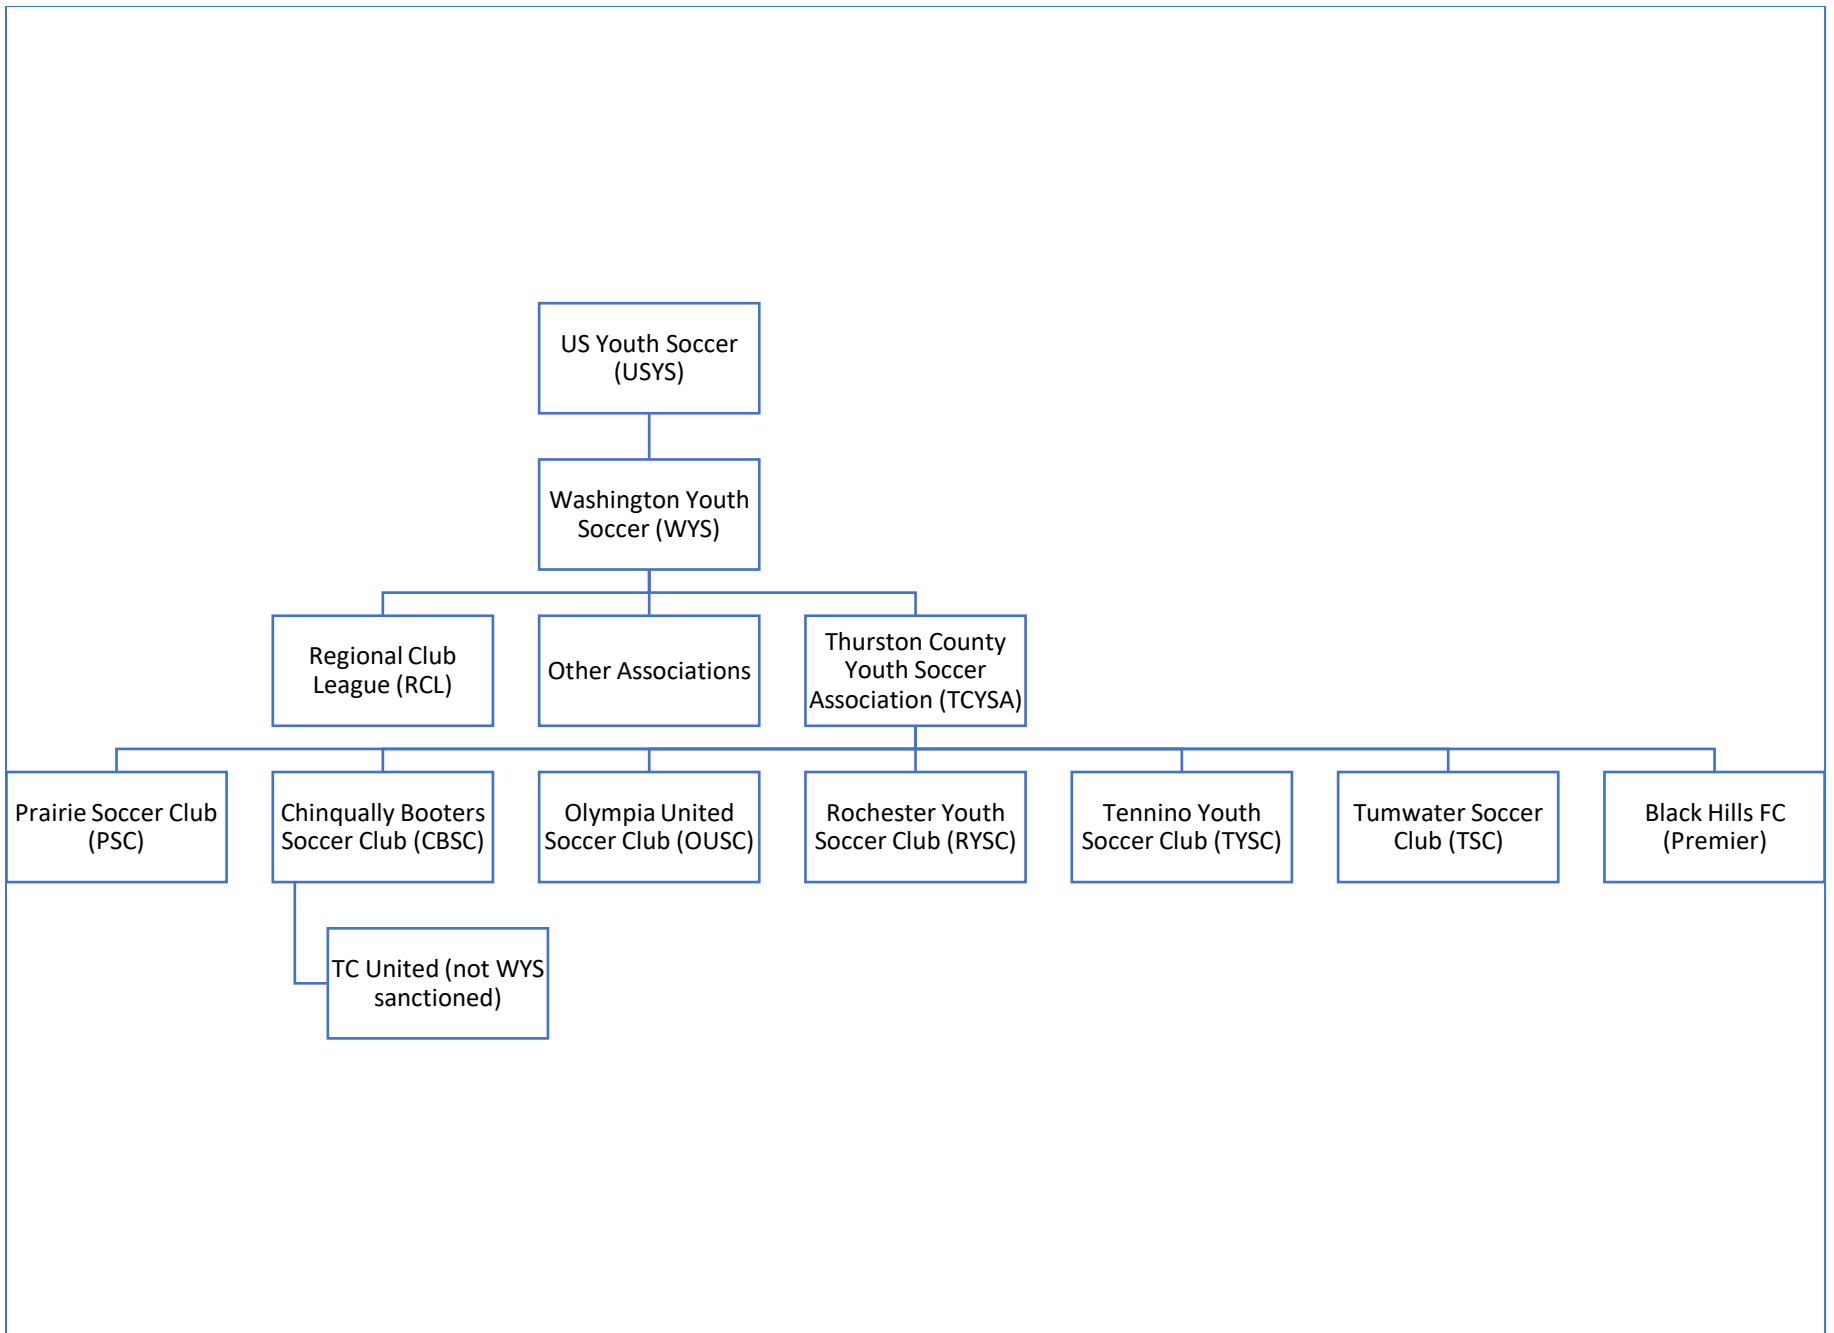 US Youth Soccer
(USYS)
Washington Youth
Soccer (WYS)
Regional Club
League (RCL)
Other Associations
Thurston County
Youth Soccer
Association (TCYSA)
Prairie Soccer Club
(PSC)
Chinqually Booters
Soccer Club (CBSC)
Olympia United
Soccer Club (OUSC)
Rochester Youth
Soccer Club (RYSC)
Tennino Youth
Soccer Club (TYSC)
Tumwater Soccer
Club (TSC)
Black Hills FC
(Premier)
TC United (not WYS
sanctioned)